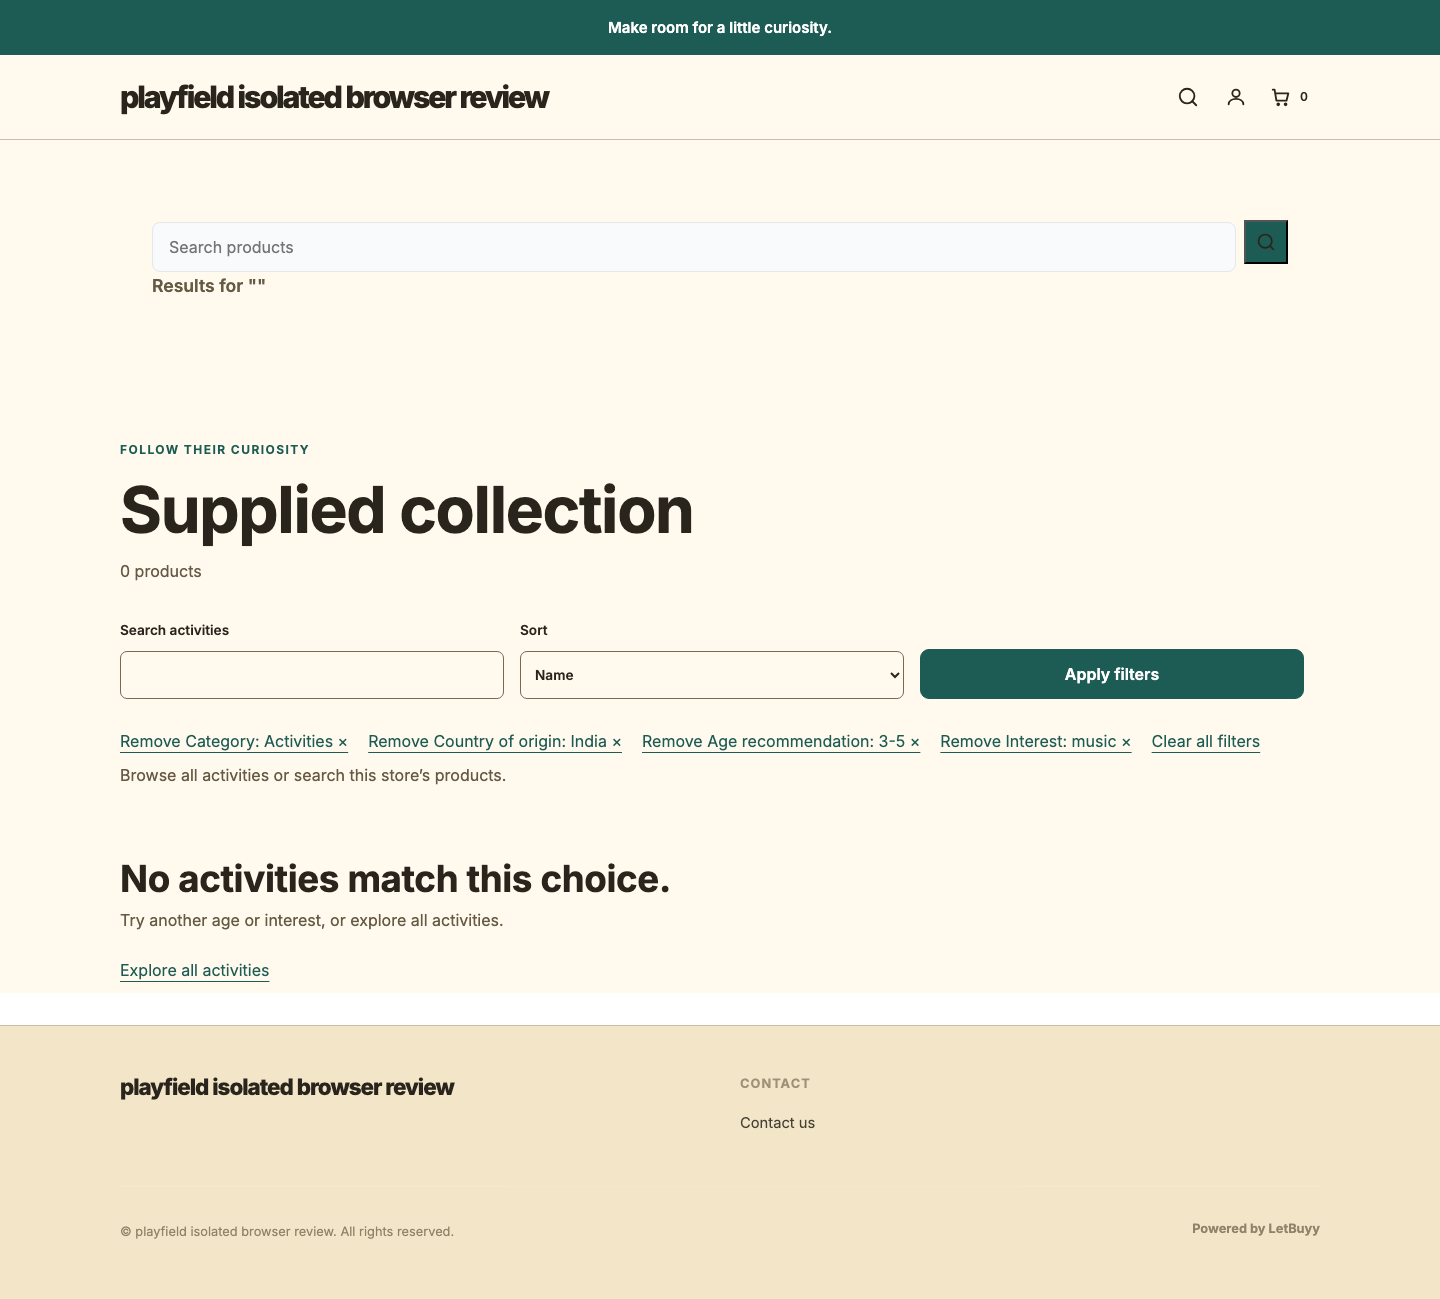 Make room for a little curiosity.
playfield isolated browser review
0
Search products
Results for ""
FOLLOW THEIR CURIOSITY
Supplied collection
0 products
Search activities
Sort
Name
Apply filters
Remove Category: Activities ×
Remove Country of origin: India ×
Remove Age recommendation: 3-5 ×
Remove Interest: music ×
Clear all filters
Browse all activities or search this store’s products.
No activities match this choice.
Try another age or interest, or explore all activities.
Explore all activities
playfield isolated browser review
CONTACT
Contact us
© playfield isolated browser review. All rights reserved.
Powered by LetBuyy